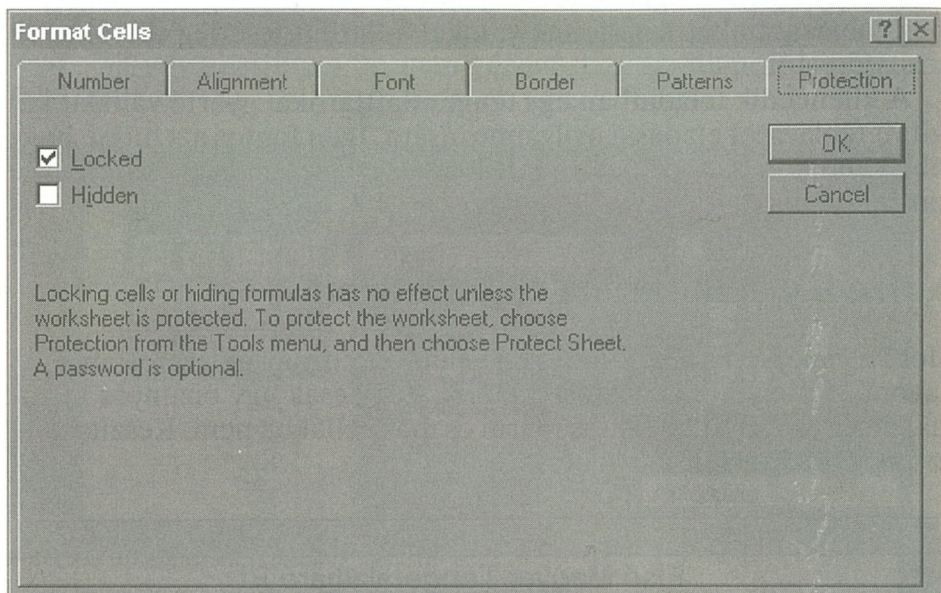 Format Cells
Number Alignment Font Border Patterns Protection
Locked
Hidden
OK
Cancel
Locking cells or hiding formulas has no effect unless the
worksheet is protected. To protect the worksheet, choose
Protection from the Tools menu, and then choose Protect Sheet.
A password is optional.